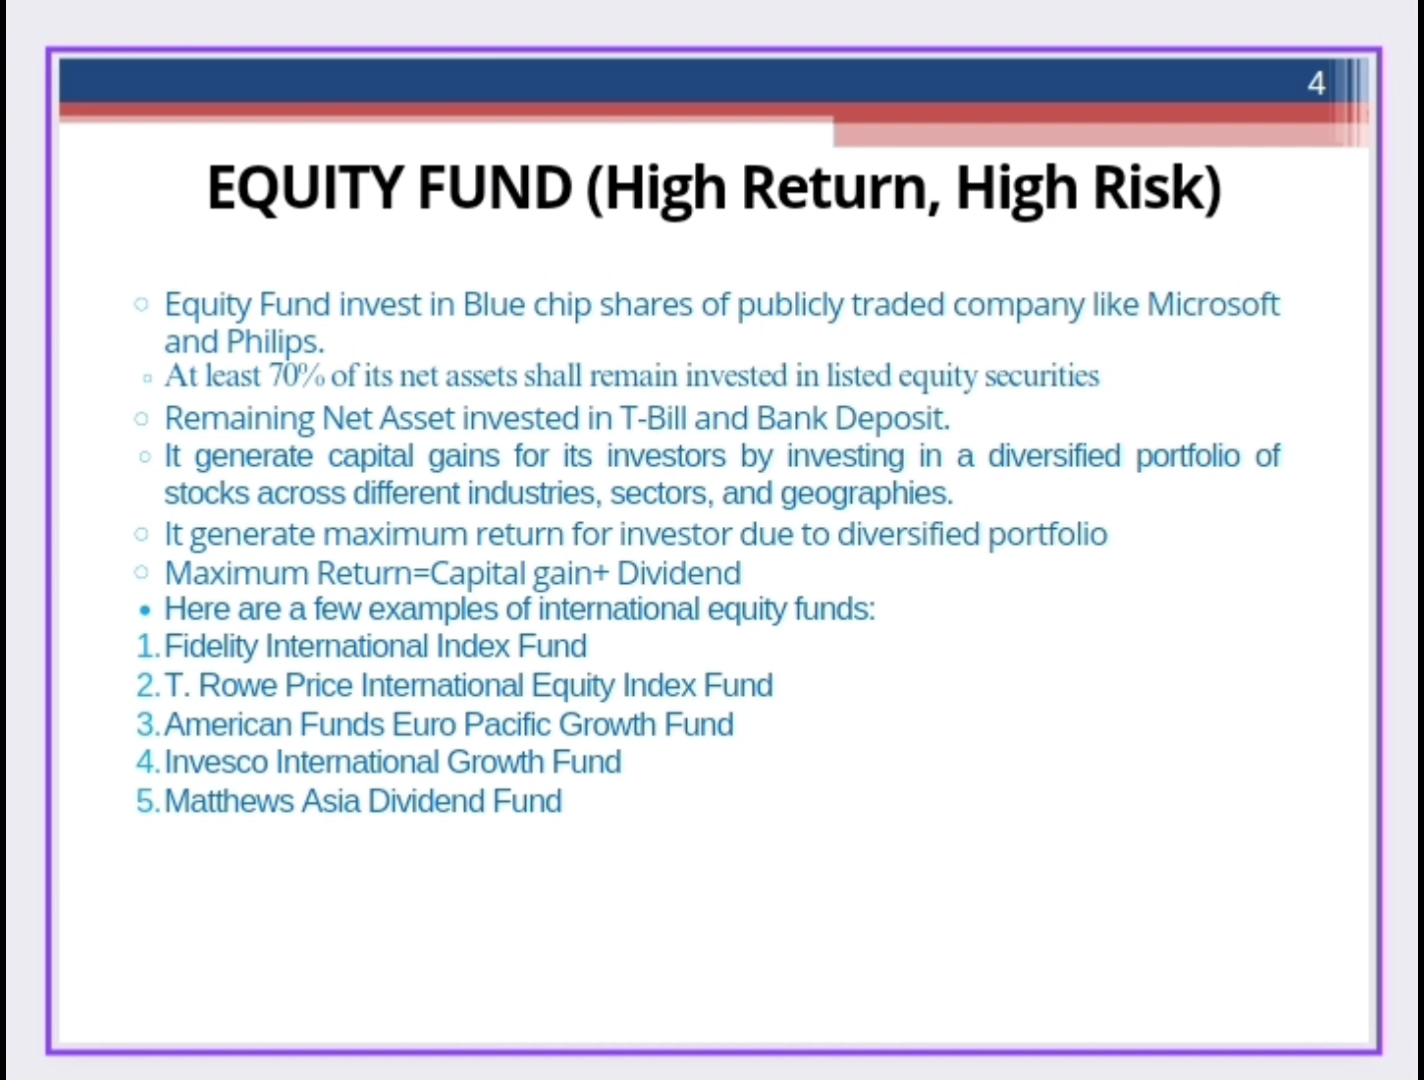 4
EQUITY FUND (High Return, High Risk)
Equity Fund invest in Blue chip shares of publicly traded company like Microsoft
and Philips.
At least 70% of its net assets shall remain invested in listed equity securities
Remaining Net Asset invested in T-Bill and Bank Deposit.
It generate capital gains for its investors by investing in a diversified portfolio of
stocks across different industries, sectors, and geographies.
It generate maximum return for investor due to diversified portfolio
Maximum Return=Capital gain+ Dividend
• Here are a few examples of international equity funds:
1. Fidelity International Index Fund
2. T. Rowe Price International Equity Index Fund
3. American Funds Euro Pacific Growth Fund
4. Invesco International Growth Fund
5. Matthews Asia Dividend Fund